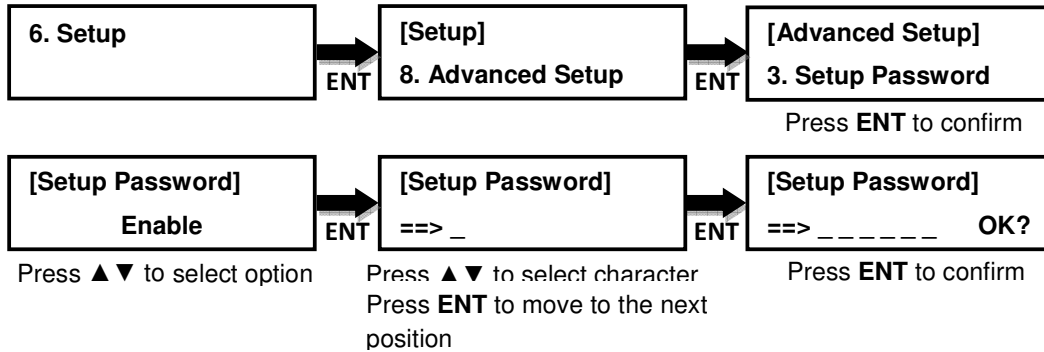 6. Setup
ENT
[Setup]
8. Advanced Setup
ENT
[Advanced Setup]
3. Setup Password
Press ENT to confirm
[Setup Password]
Enable
Press ▲▼ to select option
ENT
[Setup Password]
==> _
Press ▲▼ to select character
Press ENT to move to the next
position
ENT
[Setup Password]
==> _ _ _ _ _ _ OK?
Press ENT to confirm